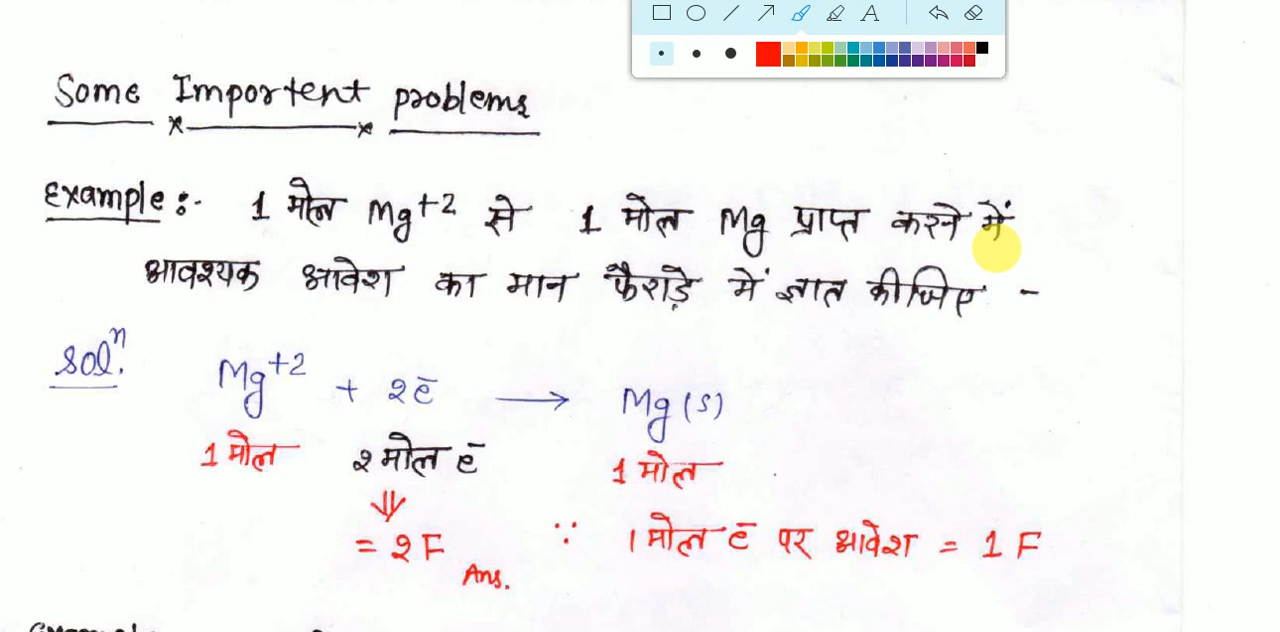 Some Importent problems
Example :- 1 मोल Mg+2 से 1 मोल Mg प्राप्त करने में
आवश्यक आवेश का मान फैराड़े में ज्ञात कीजिए -
Solⁿ.
Mg+2 + 2ē → Mg(s)
1 मोल 2 मोल ē 1 मोल
⇓
= 2F Ans. ∵ 1 मोल ē पर आवेश = 1 F